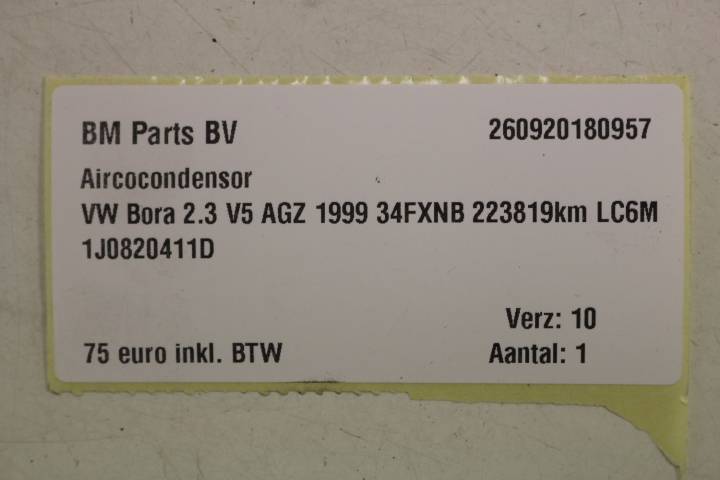 BM Parts BV 260920180957
Aircocondensor
VW Bora 2.3 V5 AGZ 1999 34FXNB 223819km LC6M
1J0820411D
Verz: 10
75 euro inkl. BTW Aantal: 1